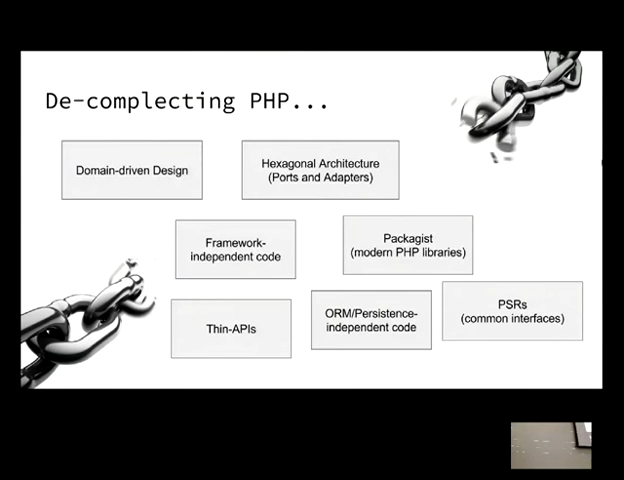 De-complecting PHP...
Domain-driven Design
Hexagonal Architecture
(Ports and Adapters)
Framework-
independent code
Packagist
(modern PHP libraries)
Thin-APIs
ORM/Persistence-
independent code
PSRs
(common interfaces)